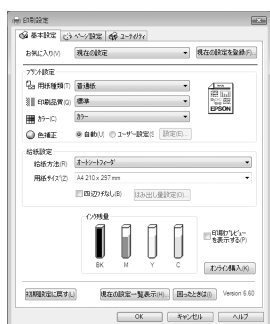 印刷設定
基本設定 ページ設定 ユーティリティ
お気に入り(V) 現在の設定 現在の設定を登録(F)...
プリント設定
用紙種類(T) 普通紙
印刷品質(Q) 標準
カラー(C) カラー
EPSON
色補正 自動(U) ユーザー設定(S) 設定(E)...
給紙設定
給紙方法(R) オートシートフィーダ
用紙サイズ(Z) A4 210 x 297 mm
四辺フチなし(B) はみ出し量設定(O)...
インク残量
BK M Y C
印刷プレビュー
を表示する(P)
オンライン購入(K)
初期設定に戻す(L) 現在の設定一覧表示(H)... 困ったときは(I) Version 6.60
OK キャンセル ヘルプ